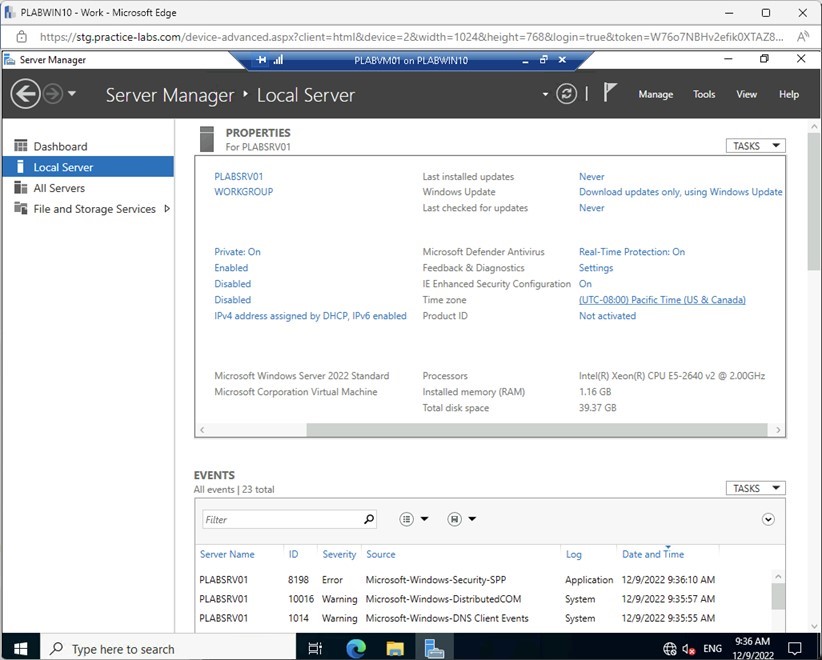 PLABWIN10 - Work - Microsoft Edge
https://stg.practice-labs.com/device-advanced.aspx?client=html&device=2&width=1024&height=768&login=true&token=W76o7NBHv2efik0XTAZ8...
Server Manager
PLABVM01 on PLABWIN10
Server Manager ‣ Local Server
Manage Tools View Help
Dashboard
Local Server
All Servers
File and Storage Services
PROPERTIES
For PLABSRV01
TASKS
PLABSRV01 Last installed updates Never
WORKGROUP Windows Update Download updates only, using Windows Update
Last checked for updates Never
Private: On Microsoft Defender Antivirus Real-Time Protection: On
Enabled Feedback & Diagnostics Settings
Disabled IE Enhanced Security Configuration On
Disabled Time zone (UTC-08:00) Pacific Time (US & Canada)
IPv4 address assigned by DHCP, IPv6 enabled Product ID Not activated
Microsoft Windows Server 2022 Standard Processors Intel(R) Xeon(R) CPU E5-2640 v2 @ 2.00GHz
Microsoft Corporation Virtual Machine Installed memory (RAM) 1.16 GB
Total disk space 39.37 GB
EVENTS
All events | 23 total
TASKS
Filter
Server Name ID Severity Source Log Date and Time
PLABSRV01 8198 Error Microsoft-Windows-Security-SPP Application 12/9/2022 9:36:10 AM
PLABSRV01 10016 Warning Microsoft-Windows-DistributedCOM System 12/9/2022 9:35:57 AM
PLABSRV01 1014 Warning Microsoft-Windows-DNS Client Events System 12/9/2022 9:35:55 AM
Type here to search
ENG
9:36 AM
12/9/2022